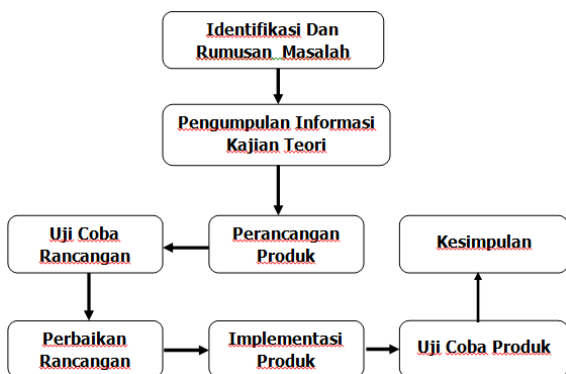 Identifikasi Dan
Rumusan Masalah
Pengumpulan Informasi
Kajian Teori
Perancangan
Produk
Uji Coba
Rancangan
Perbaikan
Rancangan
Implementasi
Produk
Uji Coba Produk
Kesimpulan